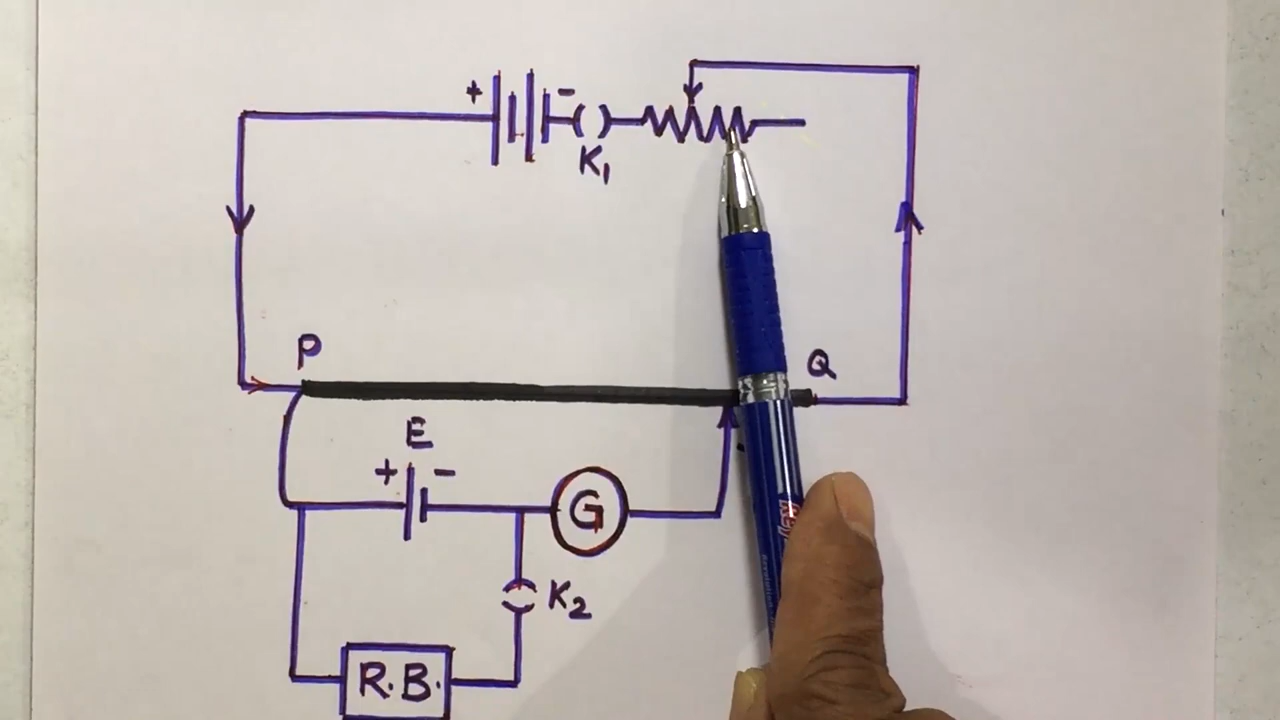 + -
K1
P
Q
E
+ -
G
K2
R.B.